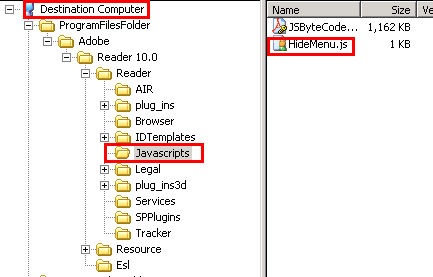 Destination Computer
ProgramFilesFolder
Adobe
Reader 10.0
Reader
AIR
plug_ins
Browser
IDTemplates
Javascripts
Legal
plug_ins3d
Services
SPPlugins
Tracker
Resource
Esl
Name Size
JSByteCode... 1,162 KB
HideMenu.js 1 KB